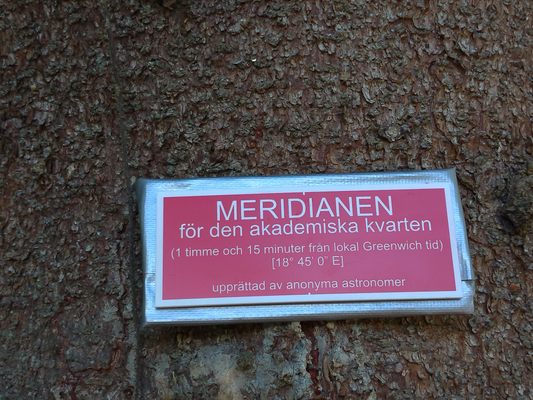 MERIDIANEN
för den akademiska kvarten
(1 timme och 15 minuter från lokal Greenwich tid)
[18° 45' 0" E]
upprättad av anonyma astronomer